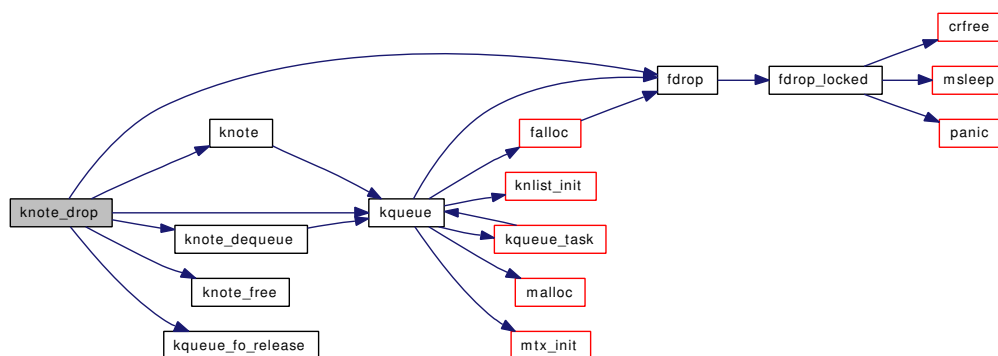 crfree
fdrop
fdrop_locked
msleep
knote
falloc
panic
knlist_init
knote_drop
kqueue
knote_dequeue
kqueue_task
knote_free
malloc
kqueue_fo_release
mtx_init